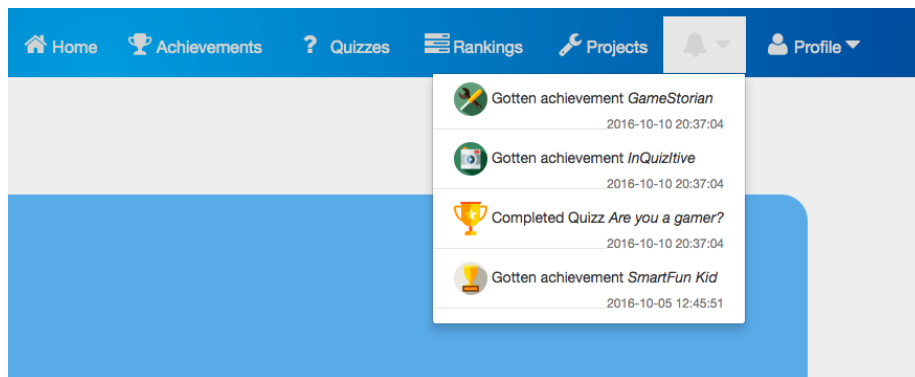 Home Achievements ? Quizzes Rankings Projects Profile
Gotten achievement GameStorian
2016-10-10 20:37:04
Gotten achievement InQuizItive
2016-10-10 20:37:04
Completed Quizz Are you a gamer?
2016-10-10 20:37:04
Gotten achievement SmartFun Kid
2016-10-05 12:45:51